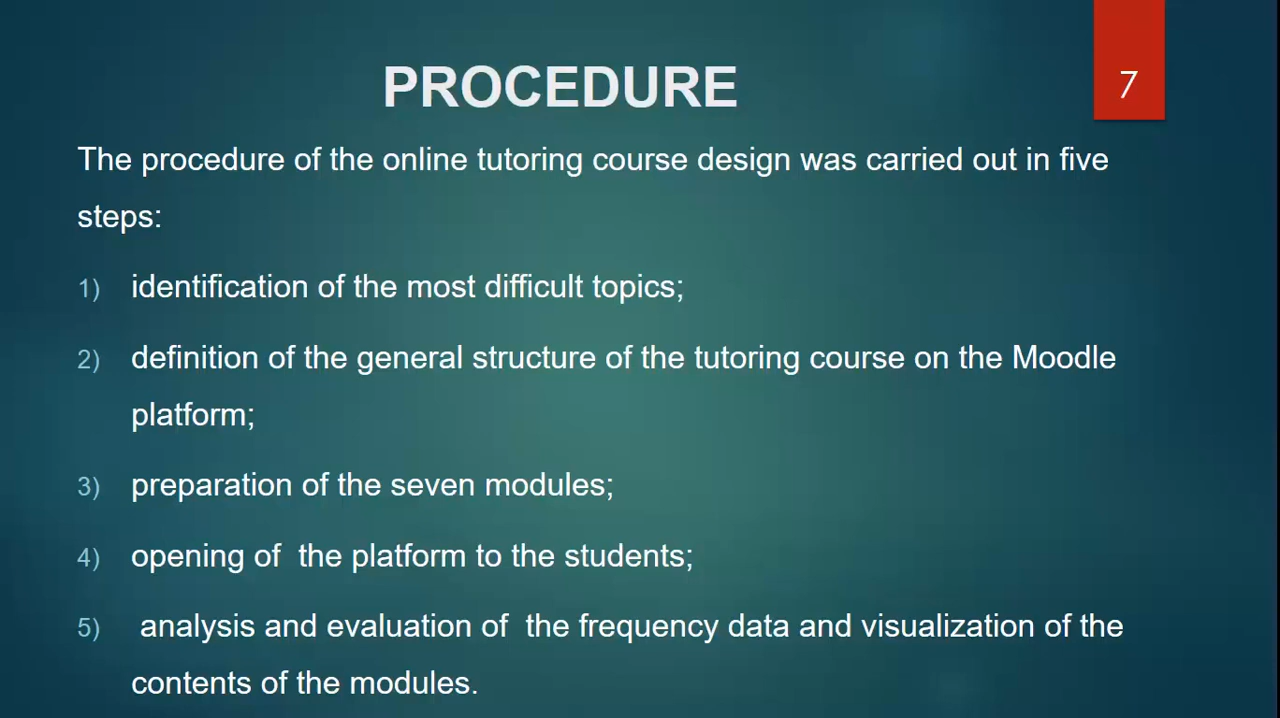 PROCEDURE
7
The procedure of the online tutoring course design was carried out in five
steps:
1) identification of the most difficult topics;
2) definition of the general structure of the tutoring course on the Moodle
platform;
3) preparation of the seven modules;
4) opening of  the platform to the students;
5)  analysis and evaluation of  the frequency data and visualization of the
contents of the modules.